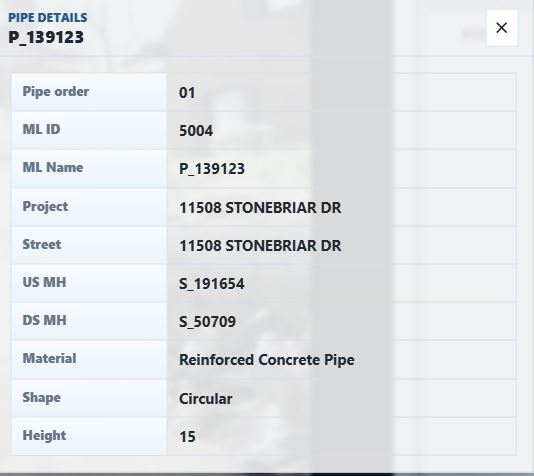 PIPE DETAILS
P_139123
Pipe order 01
ML ID 5004
ML Name P_139123
Project 11508 STONEBRIAR DR
Street 11508 STONEBRIAR DR
US MH S_191654
DS MH S_50709
Material Reinforced Concrete Pipe
Shape Circular
Height 15